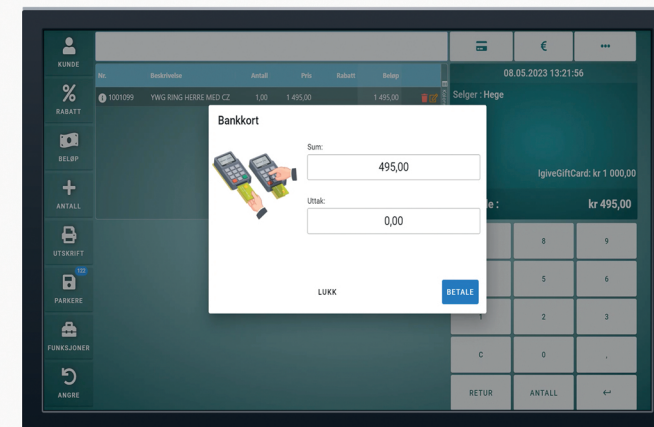 KUNDE
RABATT
BELØP
ANTALL
UTSKRIFT
122
PARKERE
FUNKSJONER
ANGRE
Nr. Beskrivelse Antall Pris Rabatt Beløp
1001099 YWG RING HERRE MED CZ 1,00 1 495,00 1 495,00
€
08.05.2023 13:21:56
Selger : Hege
IgiveGiftCard: kr 1 000,00
kr 495,00
Bankkort
Sum:
495,00
Uttak:
0,00
LUKK BETALE
8 9
5 6
1 2 3
C 0 ,
RETUR ANTALL